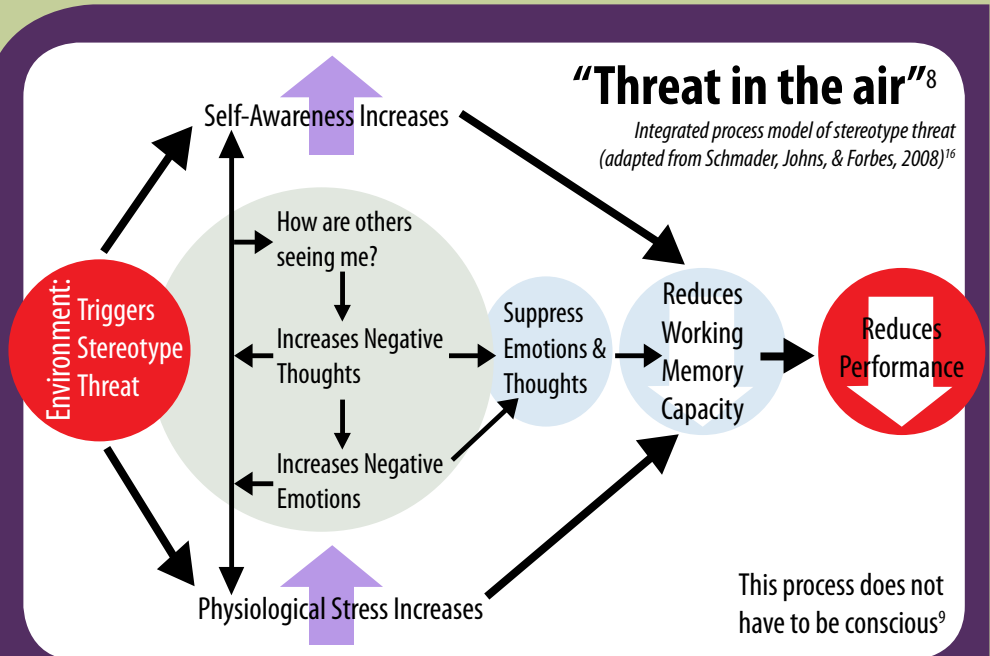 “Threat in the air”8
Integrated process model of stereotype threat
(adapted from Schmader, Johns, & Forbes, 2008)16
Self-Awareness Increases
How are others
seeing me?
Environment:
Triggers
Stereotype
Threat
Increases Negative
Thoughts
Increases Negative
Emotions
Suppress
Emotions &
Thoughts
Reduces
Working
Memory
Capacity
Reduces
Performance
Physiological Stress Increases
This process does not
have to be conscious9